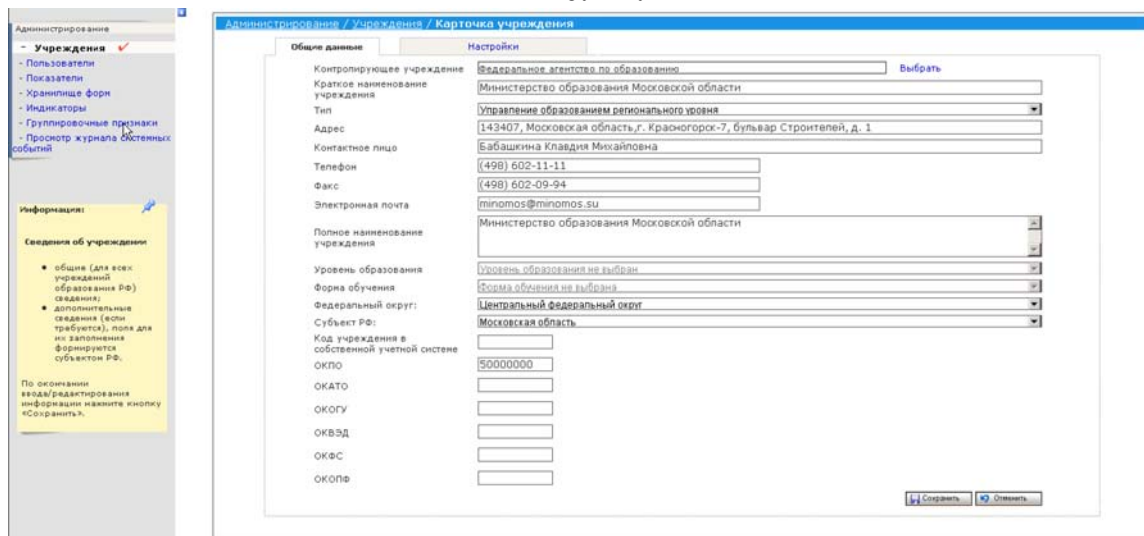 Администрирование
- Учреждения
- Пользователи
- Показатели
- Хранилище форм
- Индикаторы
- Группировочные признаки
- Просмотр журнала системных
событий
Информация:
Сведения об учреждении
• общие (для всех
учреждений
образования РФ)
сведения;
• дополнительные
сведения (если
требуются), поля для
их заполнения
формируются
субъектом РФ.
По окончании
ввода/редактирования
информации нажмите кнопку
«Сохранить».
Администрирование / Учреждения / Карточка учреждения
Общие данные Настройки
Контролирующее учреждение Федеральное агентство по образованию Выбрать
Краткое наименование
учреждения Министерство образования Московской области
Тип Управление образованием регионального уровня
Адрес 143407, Московская область,г. Красногорск-7, бульвар Строителей, д. 1
Контактное лицо Бабашкина Клавдия Михайловна
Телефон (498) 602-11-11
Факс (498) 602-09-94
Электронная почта minomos@minomos.su
Полное наименование
учреждения Министерство образования Московской области
Уровень образования Уровень образования не выбран
Форма обучения Форма обучения не выбрана
Федеральный округ: Центральный федеральный округ
Субъект РФ: Московская область
Код учреждения в
собственной учетной системе
ОКПО 50000000
ОКАТО
ОКОГУ
ОКВЭД
ОКФС
ОКОПФ
Сохранить Отменить